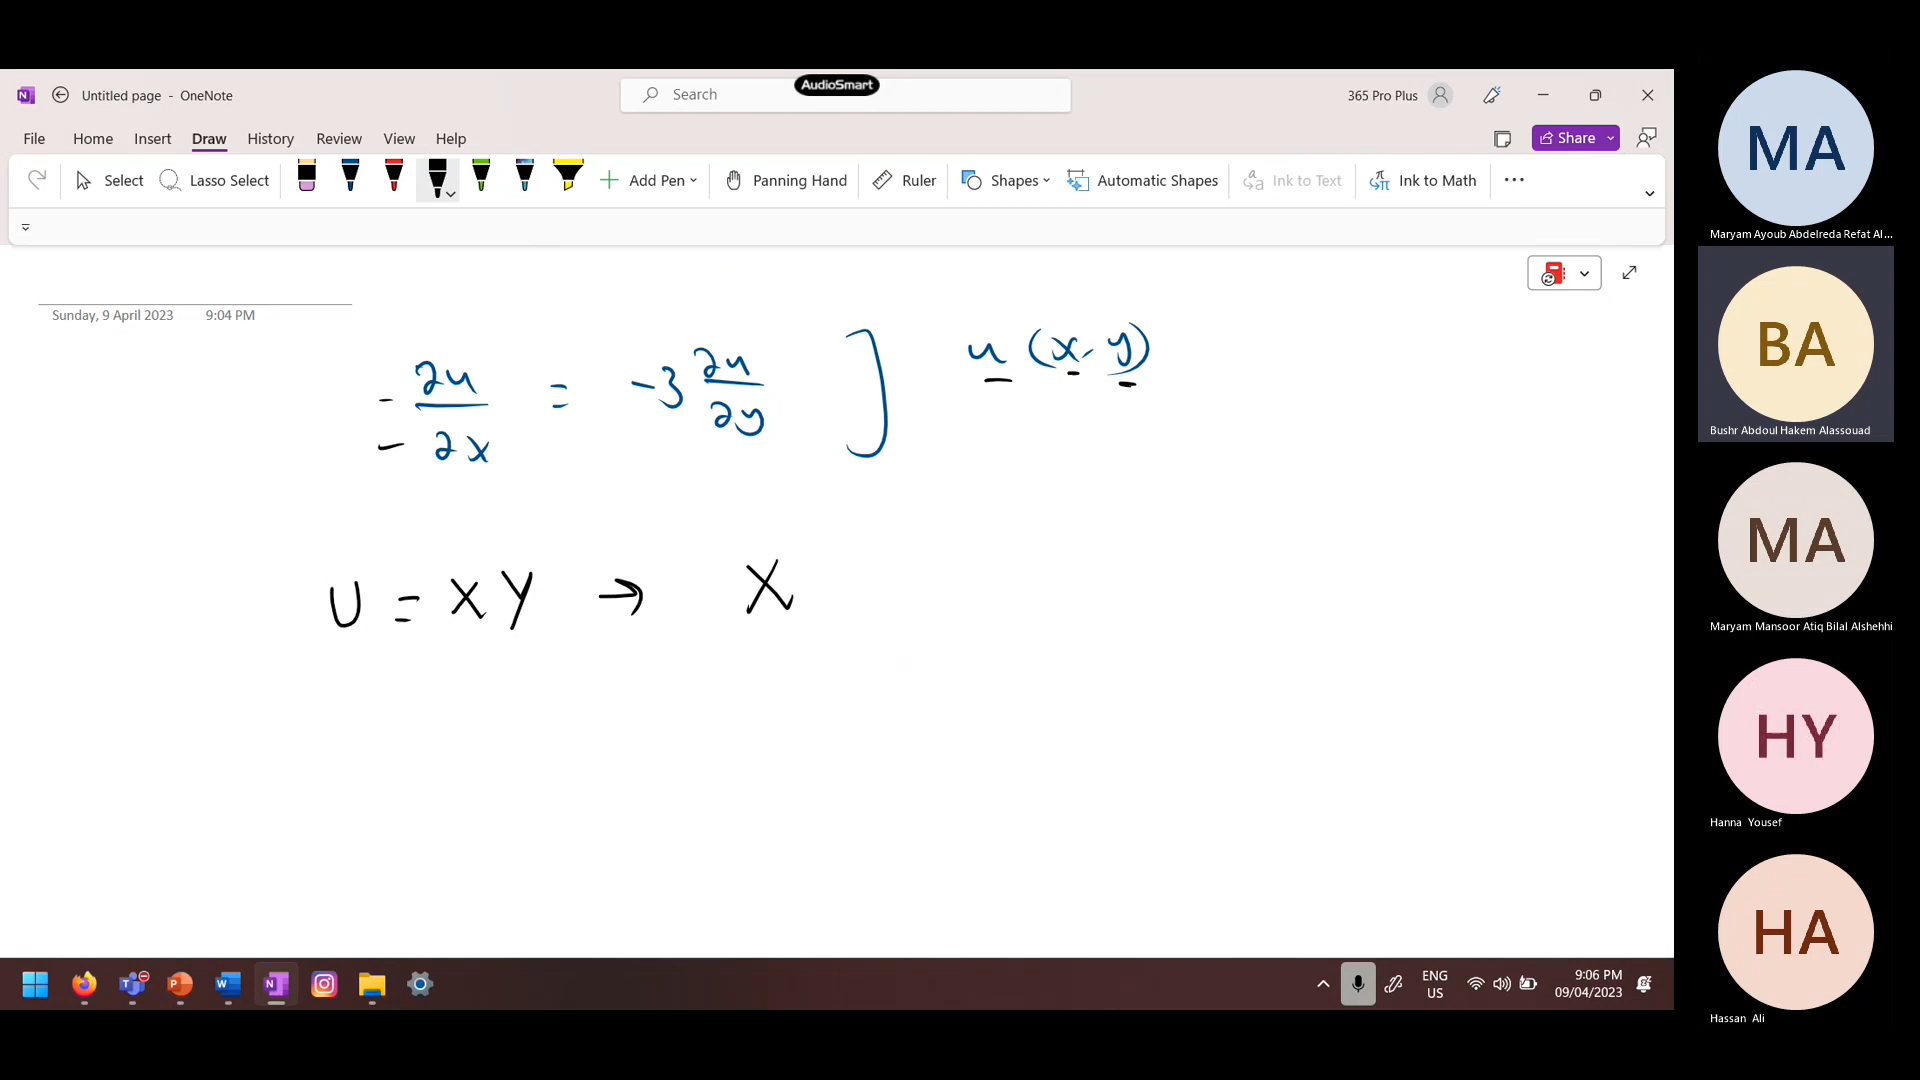 AudioSmart
Untitled page - OneNote
Search
365 Pro Plus
File Home Insert Draw History Review View Help
Share
Select Lasso Select Add Pen Panning Hand Ruler Shapes Automatic Shapes Ink to Text Ink to Math
Sunday, 9 April 2023 9:04 PM
∂u = -3 ∂u u (x, y)
∂x ∂y
U = X Y → X
MA
Maryam Ayoub Abdelreda Refat Al...
BA
Bushr Abdoul Hakem Alassouad
MA
Maryam Mansoor Atiq Bilal Alshehhi
HY
Hanna Yousef
HA
Hassan Ali
ENG
US
9:06 PM
09/04/2023